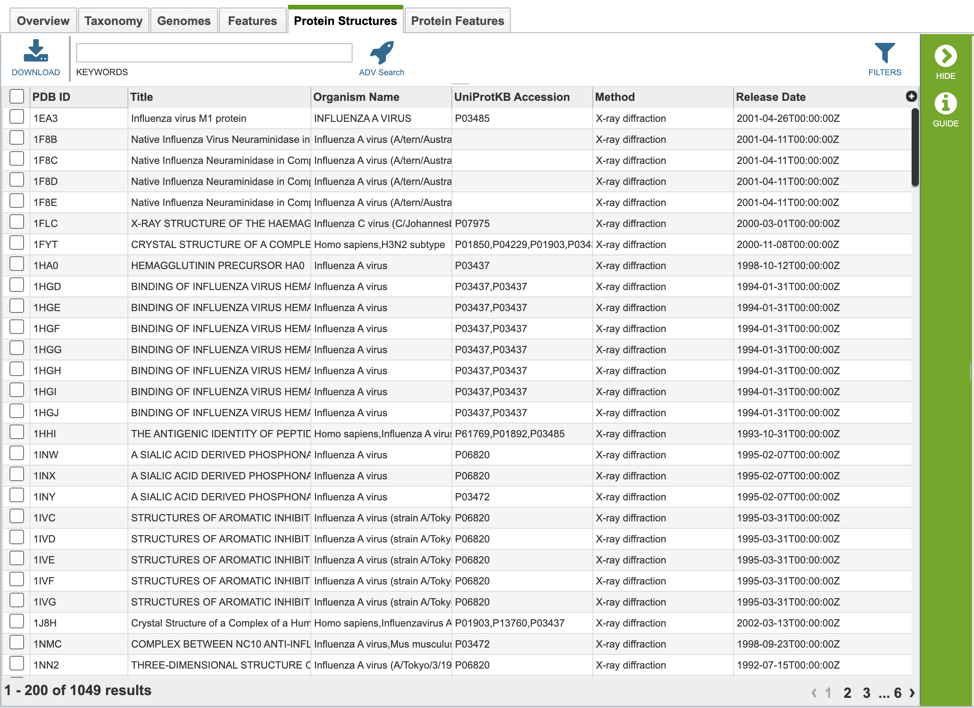 Overview Taxonomy Genomes Features Protein Structures Protein Features
DOWNLOAD KEYWORDS ADV Search FILTERS HIDE
GUIDE
PDB ID Title Organism Name UniProtKB Accession Method Release Date
1EA3 Influenza virus M1 protein INFLUENZA A VIRUS P03485 X-ray diffraction 2001-04-26T00:00:00Z
1F8B Native Influenza Virus Neuraminidase in Influenza A virus (A/tern/Austra X-ray diffraction 2001-04-11T00:00:00Z
1F8C Native Influenza Neuraminidase in Comp Influenza A virus (A/tern/Austra X-ray diffraction 2001-04-11T00:00:00Z
1F8D Native Influenza Neuraminidase in Comp Influenza A virus (A/tern/Austra X-ray diffraction 2001-04-11T00:00:00Z
1F8E Native Influenza Neuraminidase in Comp Influenza A virus (A/tern/Austra X-ray diffraction 2001-04-11T00:00:00Z
1FLC X-RAY STRUCTURE OF THE HAEMAG Influenza C virus (C/Johannesb P07975 X-ray diffraction 2000-03-01T00:00:00Z
1FYT CRYSTAL STRUCTURE OF A COMPLE Homo sapiens,H3N2 subtype P01850,P04229,P01903,P034 X-ray diffraction 2000-11-08T00:00:00Z
1HA0 HEMAGGLUTININ PRECURSOR HA0 Influenza A virus P03437 X-ray diffraction 1998-10-12T00:00:00Z
1HGD BINDING OF INFLUENZA VIRUS HEMA Influenza A virus P03437,P03437 X-ray diffraction 1994-01-31T00:00:00Z
1HGE BINDING OF INFLUENZA VIRUS HEMA Influenza A virus P03437,P03437 X-ray diffraction 1994-01-31T00:00:00Z
1HGF BINDING OF INFLUENZA VIRUS HEMA Influenza A virus P03437,P03437 X-ray diffraction 1994-01-31T00:00:00Z
1HGG BINDING OF INFLUENZA VIRUS HEMA Influenza A virus P03437,P03437 X-ray diffraction 1994-01-31T00:00:00Z
1HGH BINDING OF INFLUENZA VIRUS HEMA Influenza A virus P03437,P03437 X-ray diffraction 1994-01-31T00:00:00Z
1HGI BINDING OF INFLUENZA VIRUS HEMA Influenza A virus P03437,P03437 X-ray diffraction 1994-01-31T00:00:00Z
1HGJ BINDING OF INFLUENZA VIRUS HEMA Influenza A virus P03437,P03437 X-ray diffraction 1994-01-31T00:00:00Z
1HHI THE ANTIGENIC IDENTITY OF PEPTID Homo sapiens,Influenza A virus P61769,P01892,P03485 X-ray diffraction 1993-10-31T00:00:00Z
1INW A SIALIC ACID DERIVED PHOSPHONA Influenza A virus P06820 X-ray diffraction 1995-02-07T00:00:00Z
1INX A SIALIC ACID DERIVED PHOSPHONA Influenza A virus P06820 X-ray diffraction 1995-02-07T00:00:00Z
1INY A SIALIC ACID DERIVED PHOSPHONA Influenza A virus P03472 X-ray diffraction 1995-02-07T00:00:00Z
1IVC STRUCTURES OF AROMATIC INHIBIT Influenza A virus (strain A/Toky P06820 X-ray diffraction 1995-03-31T00:00:00Z
1IVD STRUCTURES OF AROMATIC INHIBIT Influenza A virus (strain A/Toky P06820 X-ray diffraction 1995-03-31T00:00:00Z
1IVE STRUCTURES OF AROMATIC INHIBIT Influenza A virus (strain A/Toky P06820 X-ray diffraction 1995-03-31T00:00:00Z
1IVF STRUCTURES OF AROMATIC INHIBIT Influenza A virus (strain A/Toky P06820 X-ray diffraction 1995-03-31T00:00:00Z
1IVG STRUCTURES OF AROMATIC INHIBIT Influenza A virus (strain A/Toky P06820 X-ray diffraction 1995-03-31T00:00:00Z
1J8H Crystal Structure of a Complex of a Hum Homo sapiens,Influenzavirus A P01903,P13760,P03437 X-ray diffraction 2002-03-13T00:00:00Z
1NMC COMPLEX BETWEEN NC10 ANTI-INFL Influenza A virus,Mus musculus P03472 X-ray diffraction 1998-09-23T00:00:00Z
1NN2 THREE-DIMENSIONAL STRUCTURE O Influenza A virus (A/Tokyo/3/19 P06820 X-ray diffraction 1992-07-15T00:00:00Z
1 - 200 of 1049 results ‹ 1 2 3 ... 6 ›